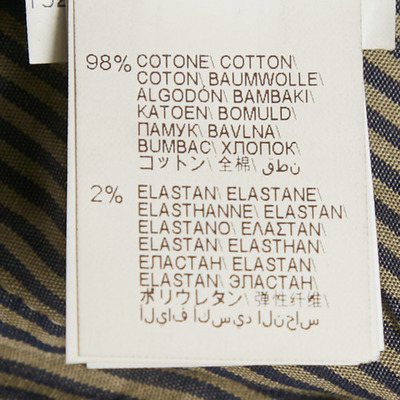 98% COTONE\ COTTON\
COTON\ BAUMWOLLE\
ALGODÓN\ BAMBAKI\
KATOEN\ BOMULD\
ПАМУК\ BAVLNA\
BUMBAC\ ХЛОПОК\
コットン\ 全棉\ قطن
2% ELASTAN\ ELASTANE\
ELASTHANNE\ ELASTAN\
ELASTANO\ ΕΛΑΣΤΑΝ\
ELASTAN\ ELASTHAN\
ЕЛАСТАН\ ELASTAN\
ELASTAN\ ЭЛАСТАН\
ポリウレタン\ 弹性纤维\
الياف اكسيد النحاس